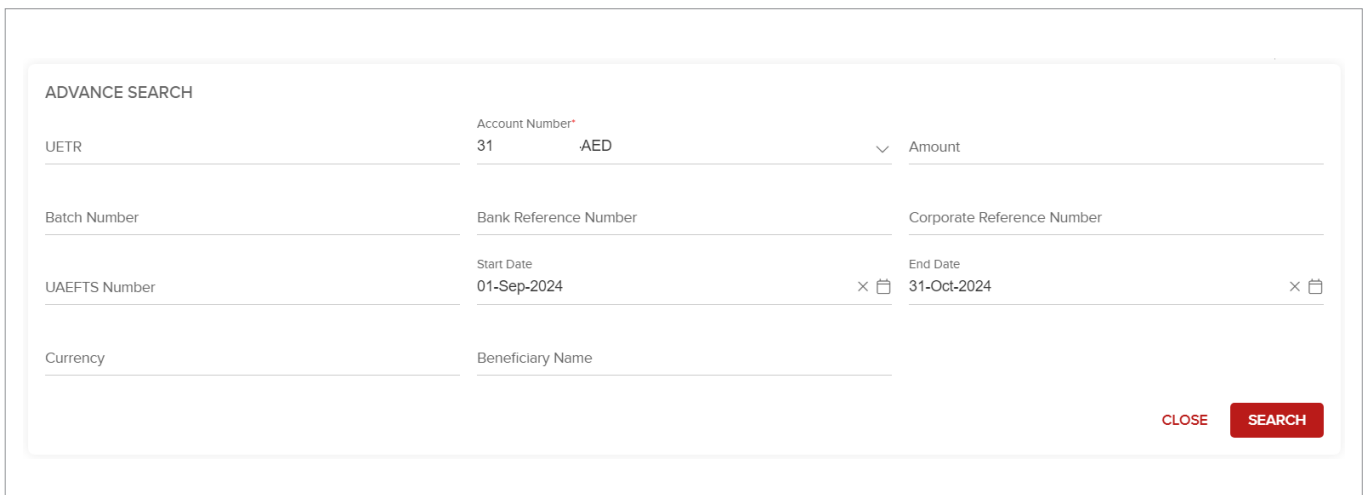 ADVANCE SEARCH
UETR
Account Number*
31 AED
Amount
Batch Number
Bank Reference Number
Corporate Reference Number
UAEFTS Number
Start Date
01-Sep-2024
End Date
31-Oct-2024
Currency
Beneficiary Name
CLOSE
SEARCH